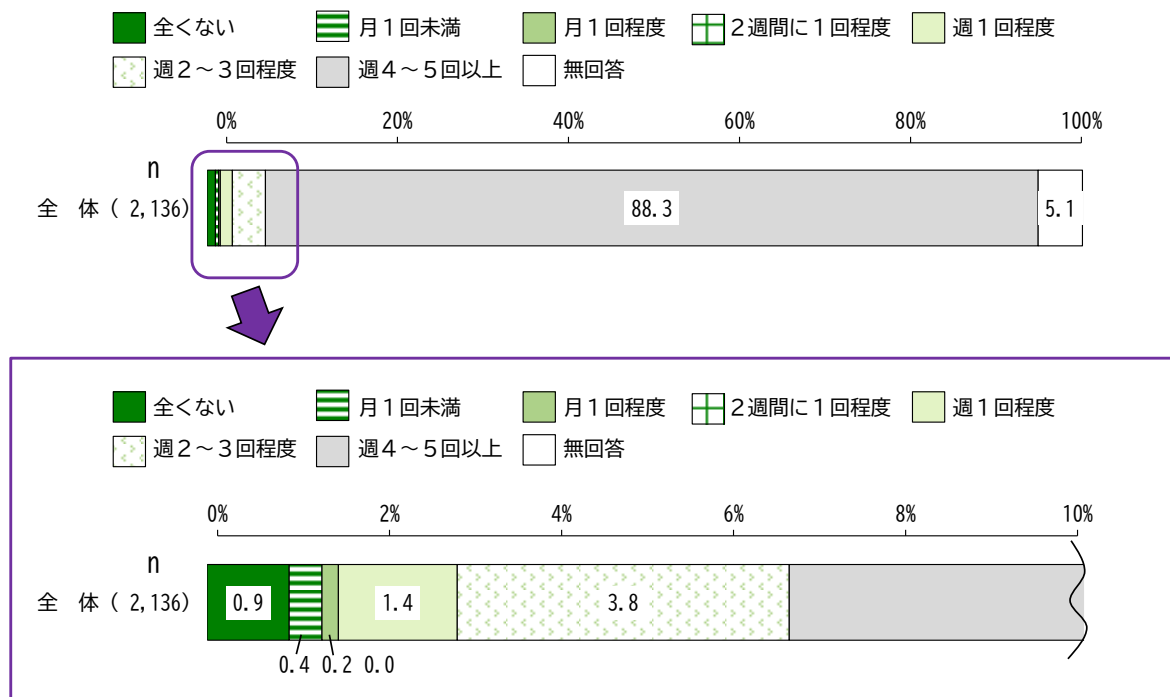 全くない 月1回未満 月1回程度 2週間に1回程度 週1回程度
週2～3回程度 週4～5回以上 無回答
0% 20% 40% 60% 80% 100%
n
全 体 ( 2,136) 88.3 5.1
全くない 月1回未満 月1回程度 2週間に1回程度 週1回程度
週2～3回程度 週4～5回以上 無回答
0% 2% 4% 6% 8% 10%
n
全 体 ( 2,136) 0.9 1.4 3.8
0.4 0.2 0.0